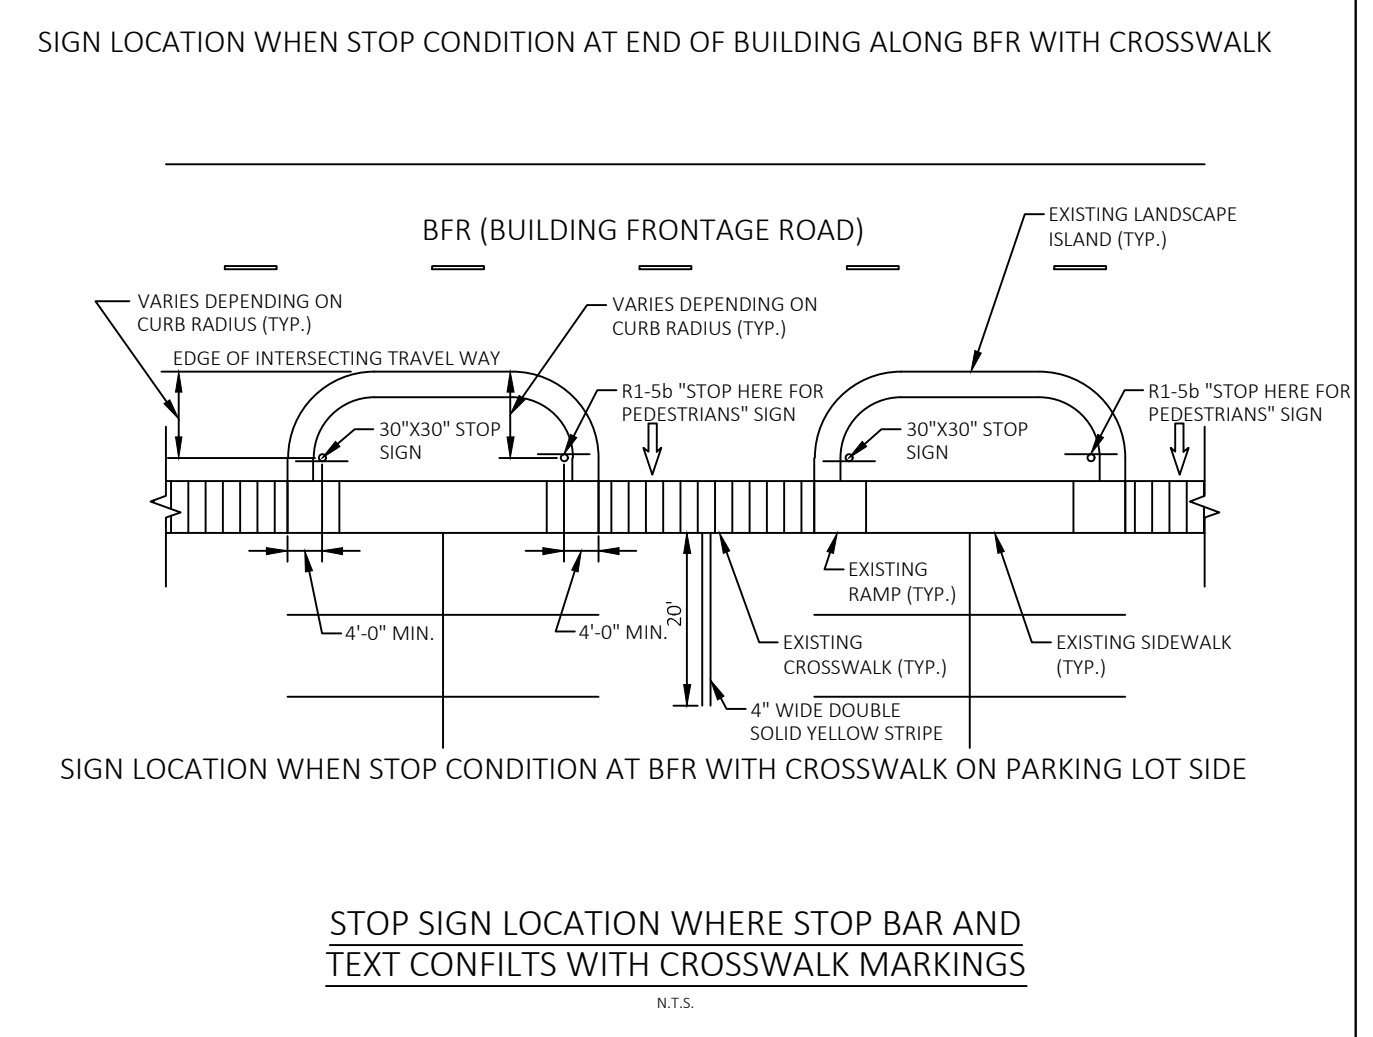 SIGN LOCATION WHEN STOP CONDITION AT END OF BUILDING ALONG BFR WITH CROSSWALK
BFR (BUILDING FRONTAGE ROAD)
EXISTING LANDSCAPE
ISLAND (TYP.)
VARIES DEPENDING ON
CURB RADIUS (TYP.)
VARIES DEPENDING ON
CURB RADIUS (TYP.)
EDGE OF INTERSECTING TRAVEL WAY
R1-5b "STOP HERE FOR
PEDESTRIANS" SIGN
R1-5b "STOP HERE FOR
PEDESTRIANS" SIGN
30"X30" STOP
SIGN
30"X30" STOP
SIGN
EXISTING
RAMP (TYP.)
4'-0" MIN.
4'-0" MIN.
20'
EXISTING
CROSSWALK (TYP.)
EXISTING SIDEWALK
(TYP.)
4" WIDE DOUBLE
SOLID YELLOW STRIPE
SIGN LOCATION WHEN STOP CONDITION AT BFR WITH CROSSWALK ON PARKING LOT SIDE
STOP SIGN LOCATION WHERE STOP BAR AND
TEXT CONFILTS WITH CROSSWALK MARKINGS
N.T.S.